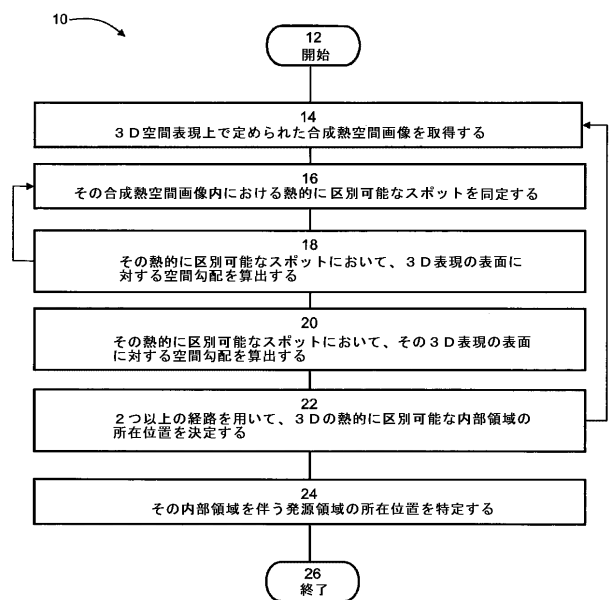 10
12
開始
14
3D空間表現上で定められた合成熱空間画像を取得する
16
その合成熱空間画像内における熱的に区別可能なスポットを同定する
18
その熱的に区別可能なスポットにおいて、3D表現の表面に
対する空間勾配を算出する
20
その熱的に区別可能なスポットにおいて、その3D表現の表面
に対する空間勾配を算出する
22
2つ以上の経路を用いて、3Dの熱的に区別可能な内部領域の
所在位置を決定する
24
その内部領域を伴う発源領域の所在位置を特定する
26
終了